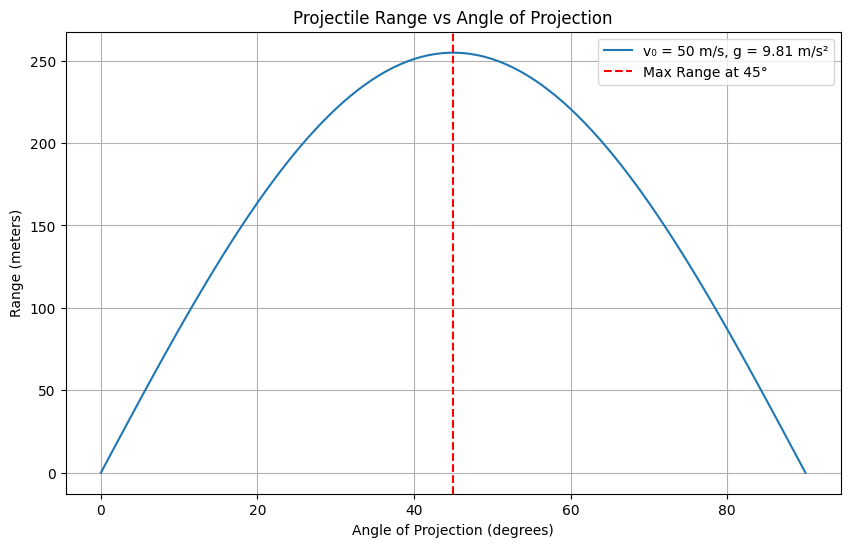 Projectile Range vs Angle of Projection
v₀ = 50 m/s, g = 9.81 m/s²
Max Range at 45°
250
200
150
100
50
0
Range (meters)
0 20 40 60 80
Angle of Projection (degrees)